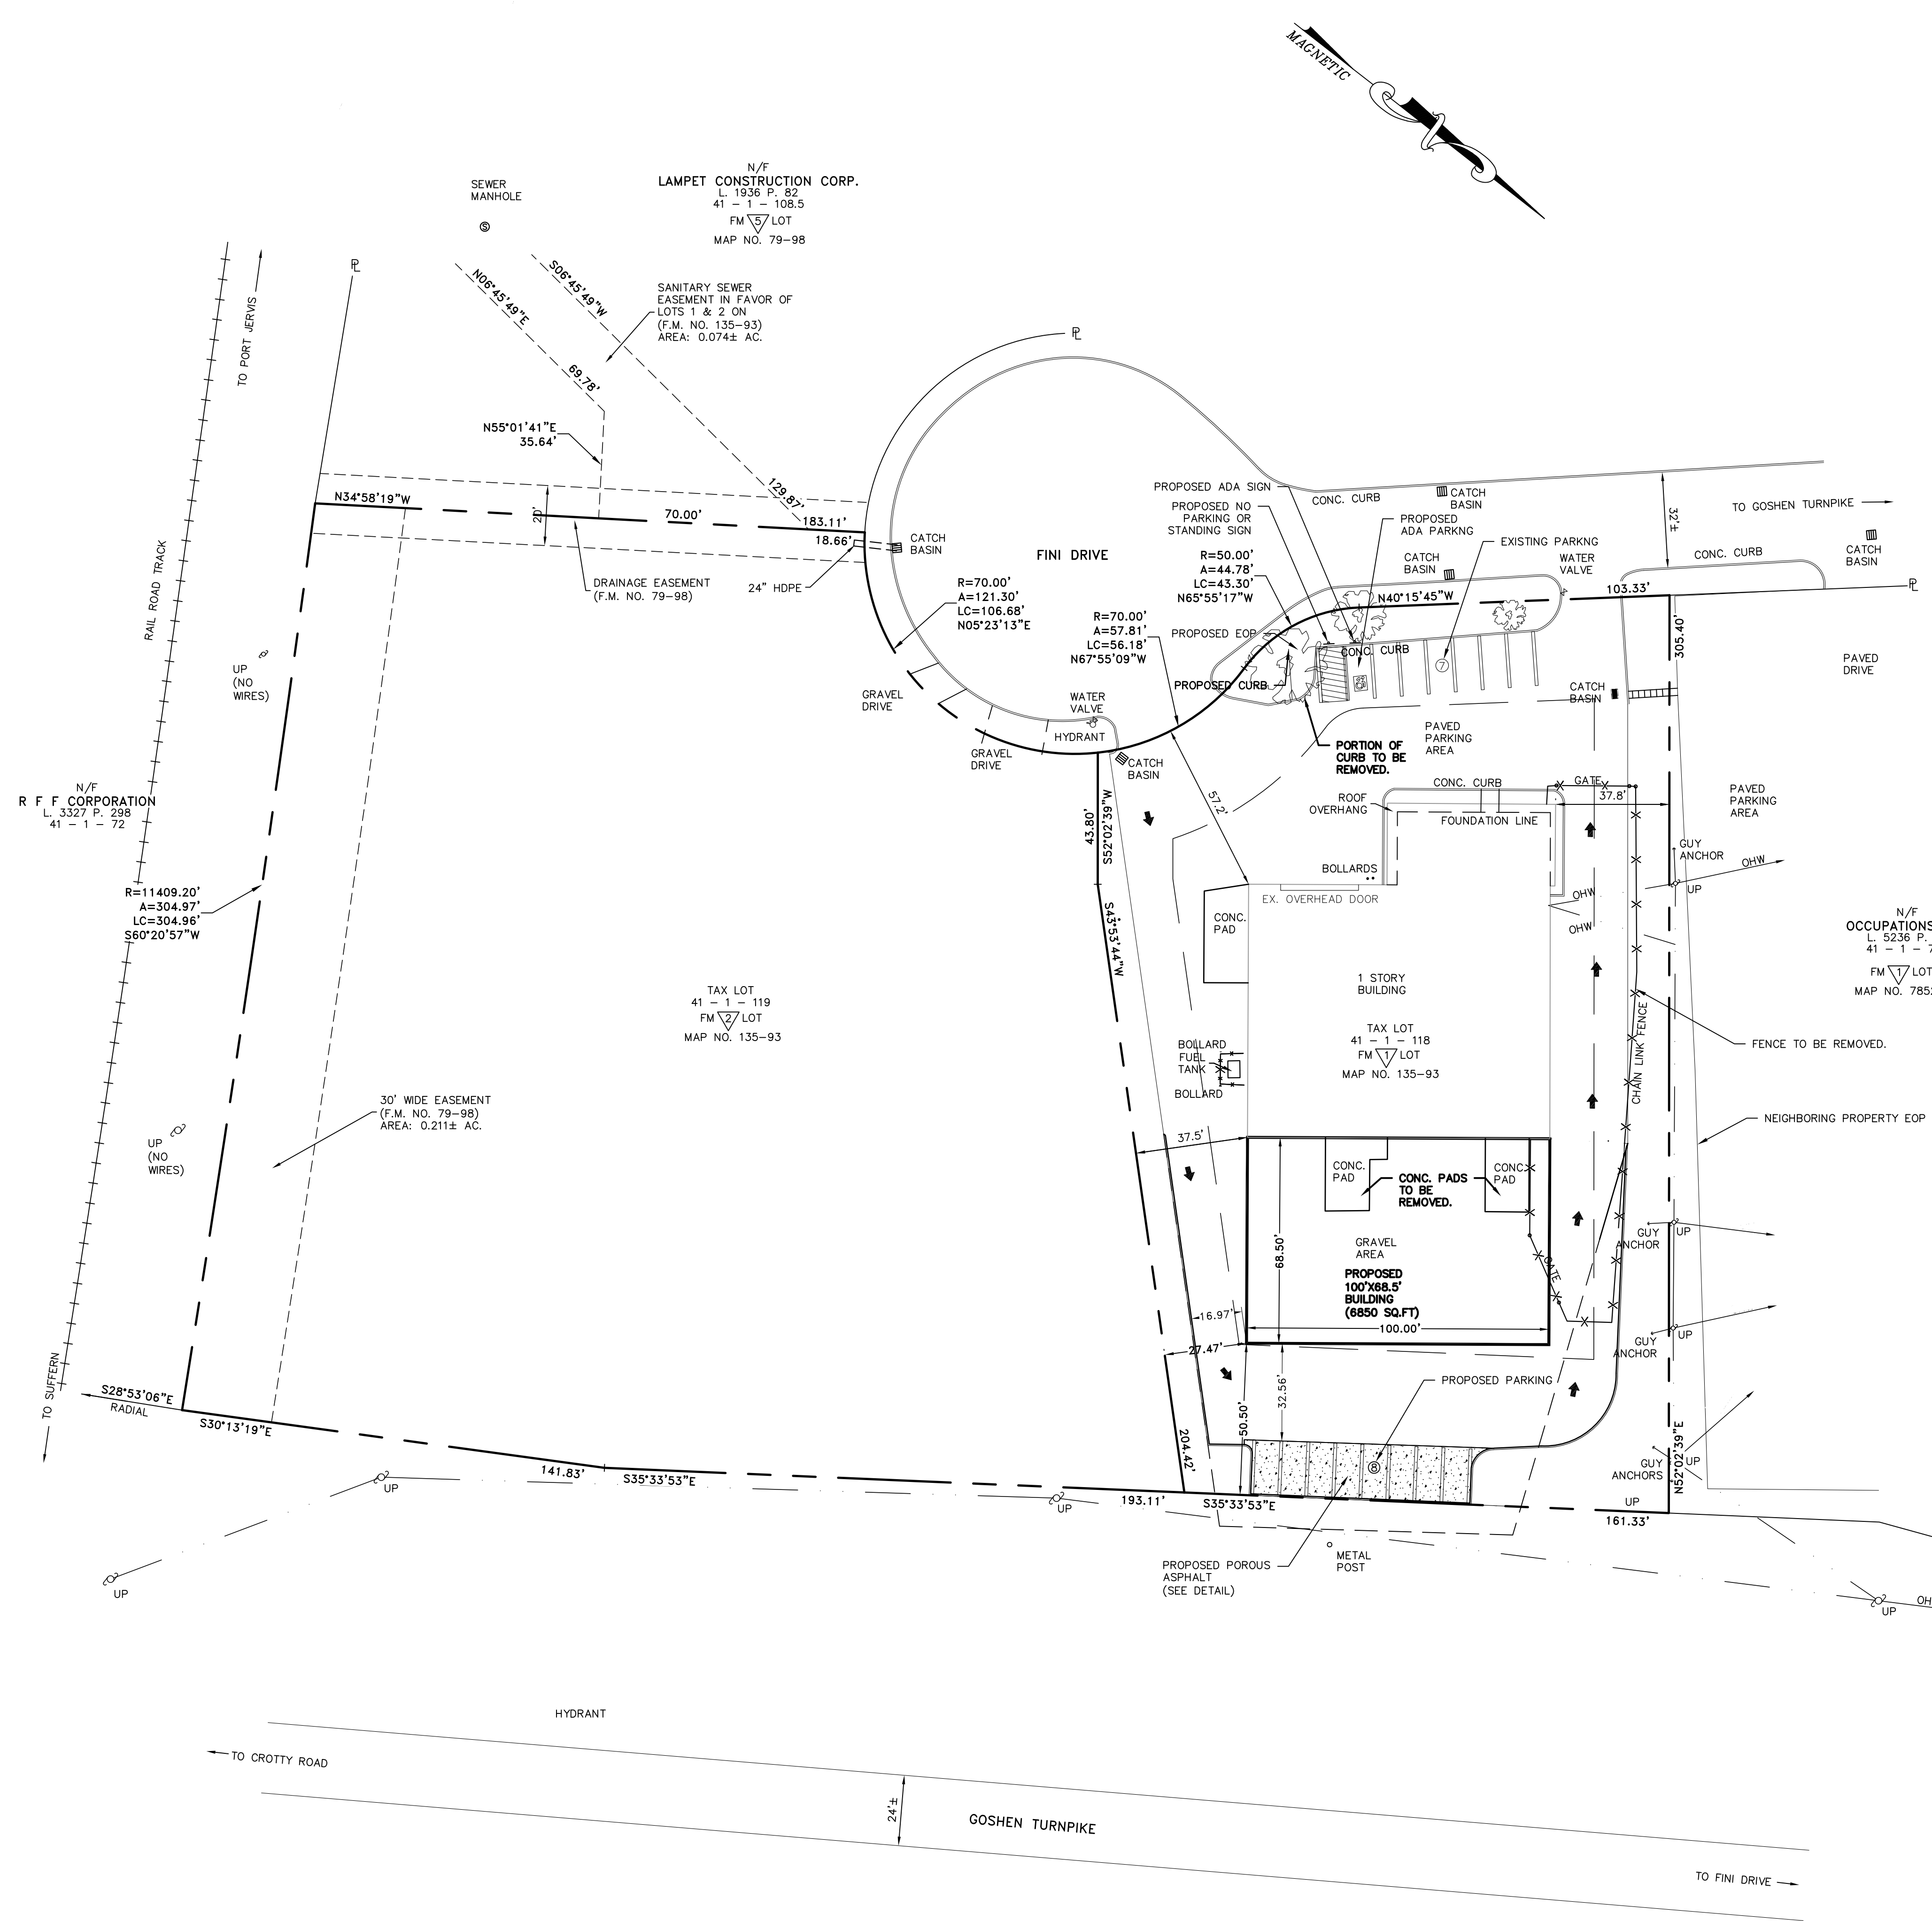 MAGNETIC
N/F
LAMPET CONSTRUCTION CORP.
L. 1936 P. 82
41 – 1 – 108.5
FM 5 LOT
MAP NO. 79–98
SEWER
MANHOLE
S
TO PORT JERVIS
RAIL ROAD TRACK
PL
N06°45'49"E
S06°45'49"W
SANITARY SEWER
EASEMENT IN FAVOR OF
LOTS 1 & 2 ON
(F.M. NO. 135–93)
AREA: 0.074± AC.
69.78'
N55°01'41"E
35.64'
129.87'
PL
N34°58'19"W
20'
70.00'
183.11'
18.66'
CATCH
BASIN
DRAINAGE EASEMENT
(F.M. NO. 79–98)
24" HDPE
FINI DRIVE
R=70.00'
A=121.30'
LC=106.68'
N05°23'13"E
PROPOSED ADA SIGN
PROPOSED NO
PARKING OR
STANDING SIGN
CONC. CURB
CATCH
BASIN
PROPOSED
ADA PARKNG
EXISTING PARKNG
32'±
TO GOSHEN TURNPIKE
CONC. CURB
CATCH
BASIN
R=50.00'
A=44.78'
LC=43.30'
N65°55'17"W
CATCH
BASIN
WATER
VALVE
N40°15'45"W
103.33'
PL
R=70.00'
A=57.81'
LC=56.18'
N67°55'09"W
PROPOSED EOP
CONC. CURB
7
PROPOSED CURB
305.40'
PAVED
DRIVE
CATCH
BASIN
UP
(NO
WIRES)
GRAVEL
DRIVE
WATER
VALVE
HYDRANT
GRAVEL
DRIVE
CATCH
BASIN
PAVED
PARKING
AREA
PORTION OF
CURB TO BE
REMOVED.
CONC. CURB
GATE
37.8'
ROOF
OVERHANG
FOUNDATION LINE
PAVED
PARKING
AREA
N/F
R F F CORPORATION
L. 3327 P. 298
41 – 1 – 72
57.2'
43.80'
S52°02'39"W
GUY
ANCHOR
OHW
UP
BOLLARDS
EX. OVERHEAD DOOR
OHW
OHW
R=11409.20'
A=304.97'
LC=304.96'
S60°20'57"W
S43°53'44"W
CONC.
PAD
N/F
OCCUPATIONS
L. 5236 P.
41 – 1 – 7
FM 1 LOT
MAP NO. 785
1 STORY
BUILDING
TAX LOT
41 – 1 – 119
FM 2 LOT
MAP NO. 135–93
TAX LOT
41 – 1 – 118
FM 1 LOT
MAP NO. 135–93
BOLLARD
FUEL
TANK
BOLLARD
CHAIN LINK FENCE
FENCE TO BE REMOVED.
30' WIDE EASEMENT
(F.M. NO. 79–98)
AREA: 0.211± AC.
NEIGHBORING PROPERTY EOP
UP
(NO
WIRES)
37.5'
CONC.
PAD
CONC. PADS
TO BE
REMOVED.
CONC.
PAD
68.50'
GRAVEL
AREA
PROPOSED
100'X68.5'
BUILDING
(6850 SQ.FT)
GATE
GUY
ANCHOR
UP
16.97'
100.00'
27.47'
GUY
ANCHOR
UP
TO SUFFERN
S28°53'06"E
RADIAL
S30°13'19"E
50.50'
32.56'
PROPOSED PARKING
8
204.42'
N52°02'39"E
GUY
ANCHORS
UP
141.83'
S35°33'53"E
UP
UP
193.11'
S35°33'53"E
UP
161.33'
UP
PROPOSED POROUS
ASPHALT
(SEE DETAIL)
METAL
POST
UP
OH
HYDRANT
TO CROTTY ROAD
24'±
GOSHEN TURNPIKE
TO FINI DRIVE